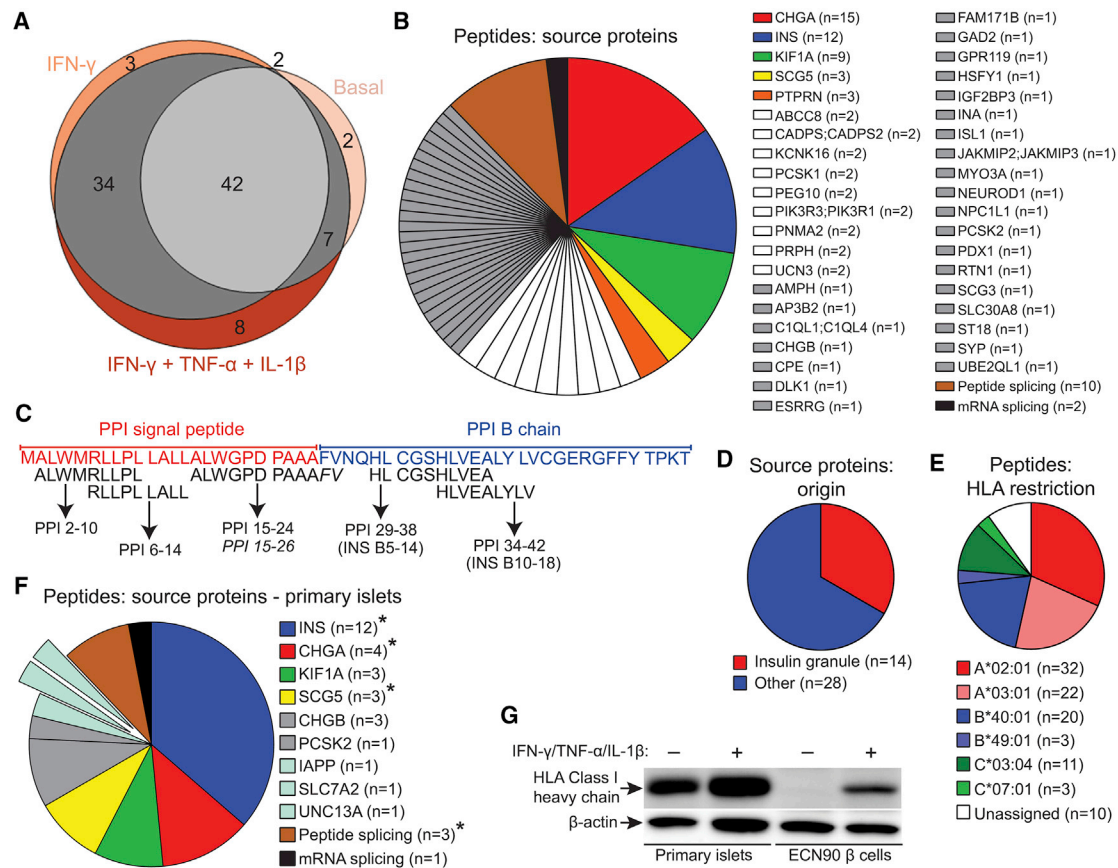 A
IFN-γ
3
2
Basal
2
34
42
7
8
IFN-γ + TNF-α + IL-1β
B
Peptides: source proteins
CHGA (n=15)
INS (n=12)
KIF1A (n=9)
SCG5 (n=3)
PTPRN (n=3)
ABCC8 (n=2)
CADPS;CADPS2 (n=2)
KCNK16 (n=2)
PCSK1 (n=2)
PEG10 (n=2)
PIK3R3;PIK3R1 (n=2)
PNMA2 (n=2)
PRPH (n=2)
UCN3 (n=2)
AMPH (n=1)
AP3B2 (n=1)
C1QL1;C1QL4 (n=1)
CHGB (n=1)
CPE (n=1)
DLK1 (n=1)
ESRRG (n=1)
FAM171B (n=1)
GAD2 (n=1)
GPR119 (n=1)
HSFY1 (n=1)
IGF2BP3 (n=1)
INA (n=1)
ISL1 (n=1)
JAKMIP2;JAKMIP3 (n=1)
MYO3A (n=1)
NEUROD1 (n=1)
NPC1L1 (n=1)
PCSK2 (n=1)
PDX1 (n=1)
RTN1 (n=1)
SCG3 (n=1)
SLC30A8 (n=1)
ST18 (n=1)
SYP (n=1)
UBE2QL1 (n=1)
Peptide splicing (n=10)
mRNA splicing (n=2)
C
PPI signal peptide PPI B chain
MALWMRLLPL LALLALWGPD PAAAFVNQHL CGSHLVEALY LVCGERGFFY TPKT
ALWMRLLPL ALWGPD PAAAFV HL CGSHLVEA
RLLPL LALL HLVEALYLV
PPI 2-10
PPI 6-14
PPI 15-24
PPI 15-26
PPI 29-38
(INS B5-14)
PPI 34-42
(INS B10-18)
D
Source proteins:
origin
Insulin granule (n=14)
Other (n=28)
E
Peptides:
HLA restriction
A*02:01 (n=32)
A*03:01 (n=22)
B*40:01 (n=20)
B*49:01 (n=3)
C*03:04 (n=11)
C*07:01 (n=3)
Unassigned (n=10)
F
Peptides: source proteins - primary islets
INS (n=12)*
CHGA (n=4)*
KIF1A (n=3)
SCG5 (n=3)*
CHGB (n=3)
PCSK2 (n=1)
IAPP (n=1)
SLC7A2 (n=1)
UNC13A (n=1)
Peptide splicing (n=3)*
mRNA splicing (n=1)
G
IFN-γ/TNF-α/IL-1β: – + – +
HLA Class I
heavy chain
β-actin
Primary islets ECN90 β cells